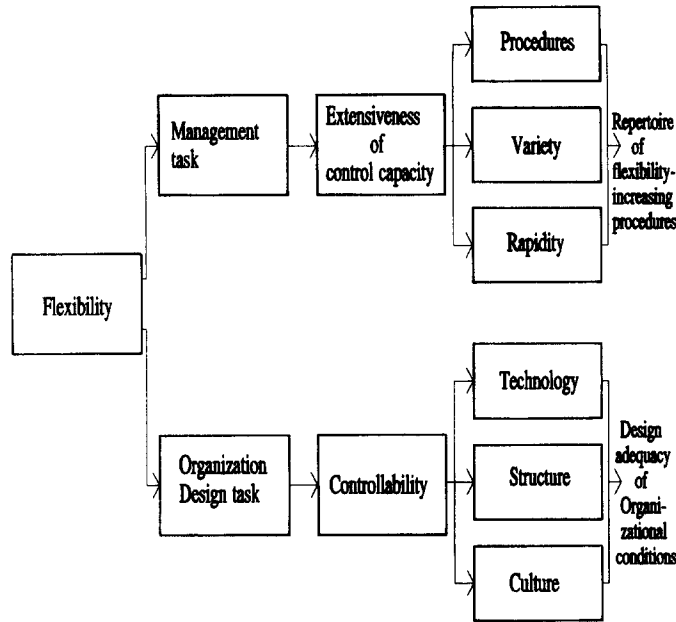 Flexibility
Management
task
Extensiveness
of
control capacity
Procedures
Variety
Rapidity
Repertoire
of
flexibility-
increasing
procedures
Organization
Design task
Controllability
Technology
Structure
Culture
Design
adequacy
of
Organi-
zational
conditions